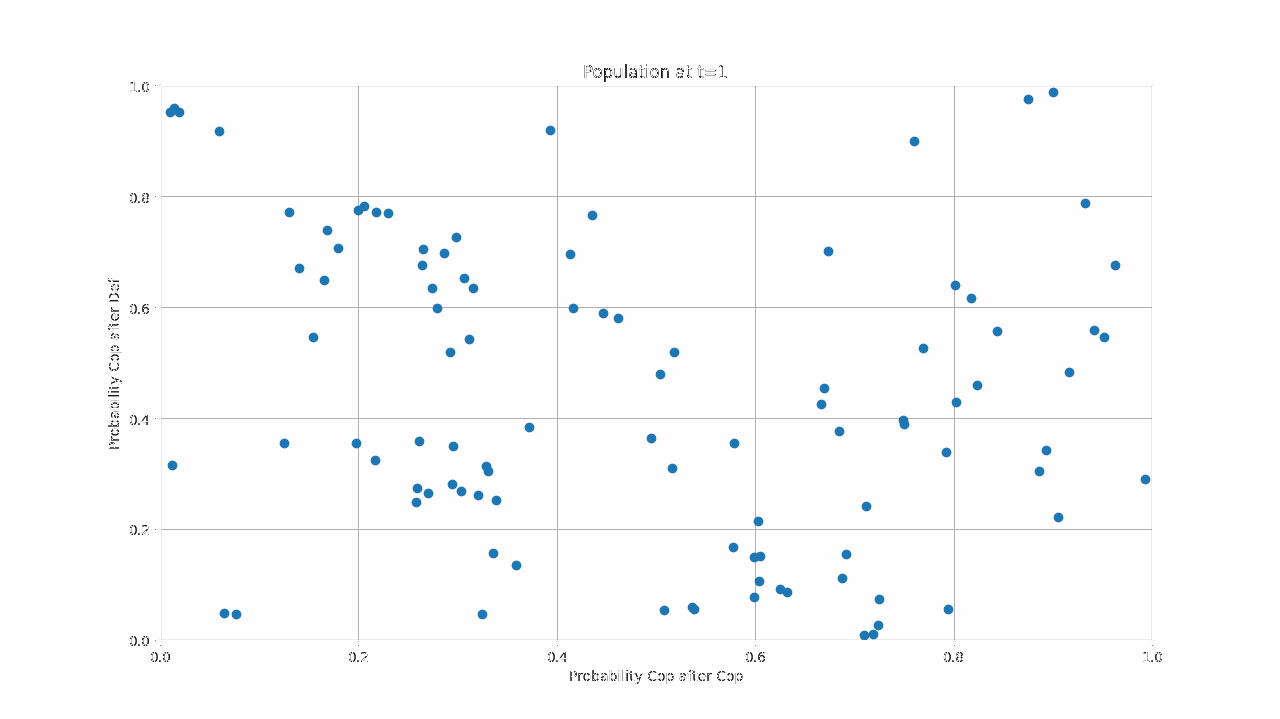 Population at t=1
1.0
0.8
0.6
0.4
0.2
0.0
Probability Cop after Def
0.0 0.2 0.4 0.6 0.8 1.0
Probability Cop after Cop